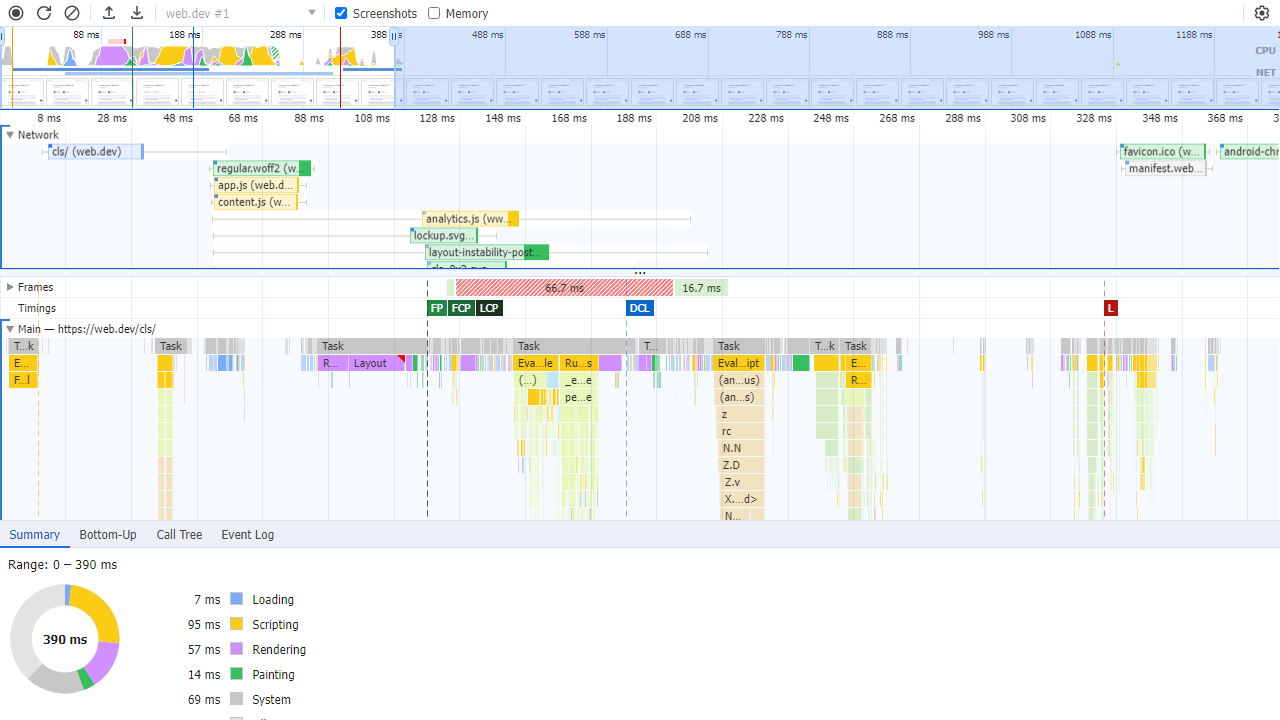 web.dev #1 Screenshots Memory
88 ms 188 ms 288 ms 388 488 ms 588 ms 688 ms 788 ms 888 ms 988 ms 1088 ms 1188 ms
CPU
NET
8 ms 28 ms 48 ms 68 ms 88 ms 108 ms 128 ms 148 ms 168 ms 188 ms 208 ms 228 ms 248 ms 268 ms 288 ms 308 ms 328 ms 348 ms 368 ms 3
Network
cls/ (web.dev) favicon.ico (w... android-chr
regular.woff2 (w... manifest.web...
app.js (web.d...
content.js (w...
analytics.js (ww...
lockup.svg...
layout-instability-post...
Frames 66.7 ms 16.7 ms
Timings FP FCP LCP DCL L
Main — https://web.dev/cls/
T...k Task Task Task T... Task T...k Task
E... R... Layout Eva...le Ru...s Eval...ipt E...
F...l (...) _e...e (an...us) R...
pe...e (an...s)
z
rc
N.N
Z.D
Z.v
X....d>
N...
Summary Bottom-Up Call Tree Event Log
Range: 0 – 390 ms
390 ms
7 ms Loading
95 ms Scripting
57 ms Rendering
14 ms Painting
69 ms System